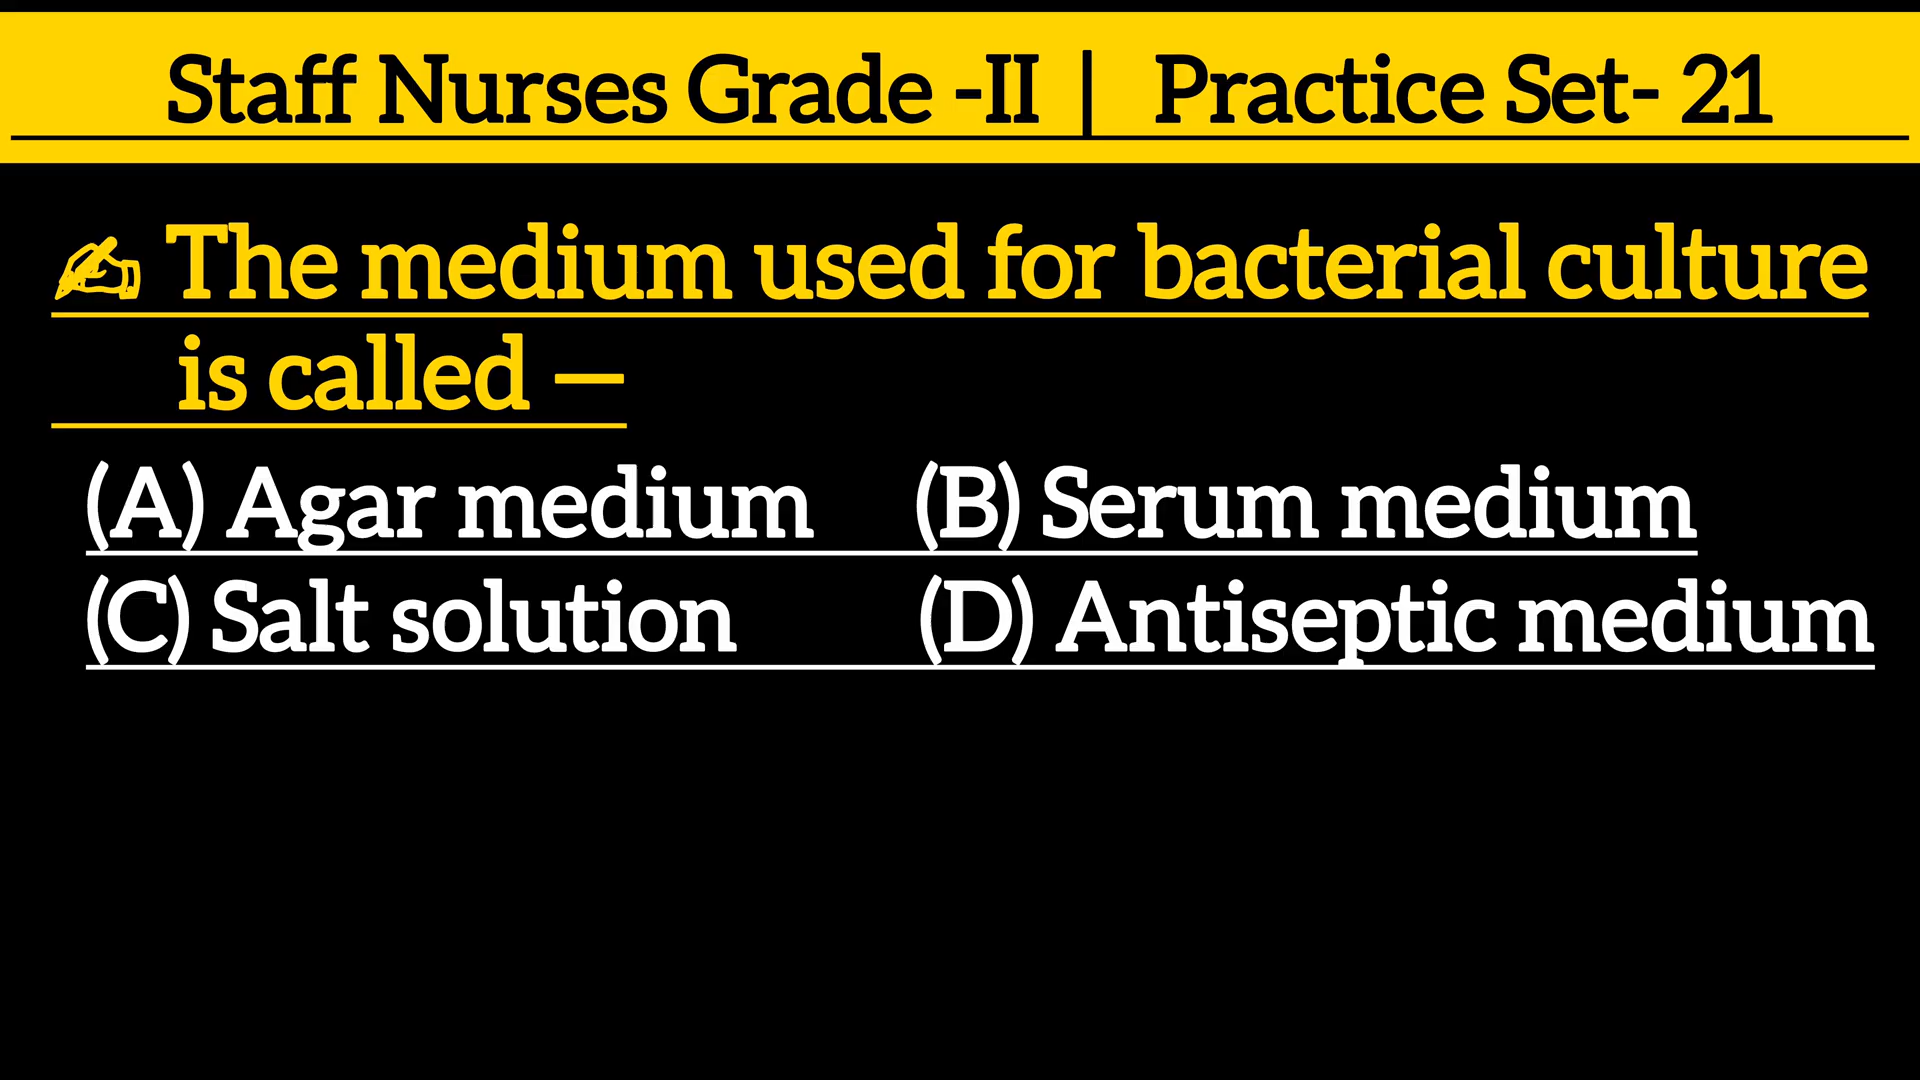 Staff Nurses Grade -II | Practice Set- 21
✍ The medium used for bacterial culture
is called —
(A) Agar medium (B) Serum medium
(C) Salt solution (D) Antiseptic medium